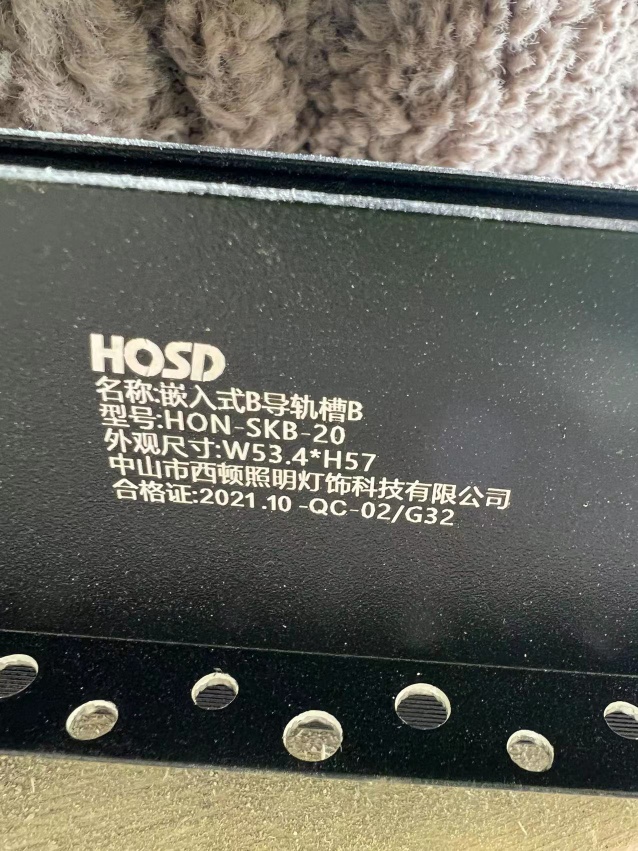 HOSD
名称:嵌入式B导轨槽B
型号:HON-SKB-20
外观尺寸:W53.4*H57
中山市西顿照明灯饰科技有限公司
合格证:2021.10 -QC-02/G32